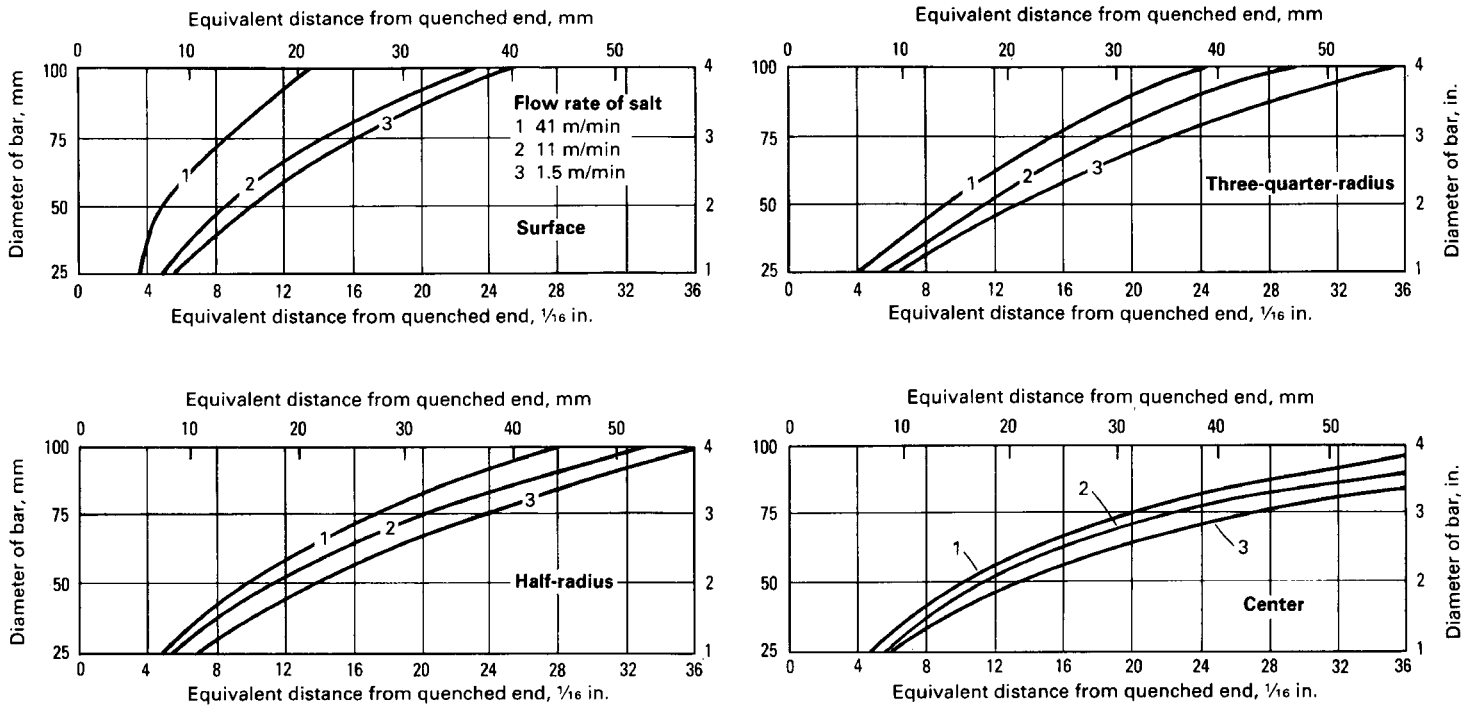 Equivalent distance from quenched end, mm
0 10 20 30 40 50
Diameter of bar, mm
100 75 50 25
4 3 2 1
Flow rate of salt
1 41 m/min
2 11 m/min
3 1.5 m/min
1 2 3
Surface
0 4 8 12 16 20 24 28 32 36
Equivalent distance from quenched end, 1/16 in.
Equivalent distance from quenched end, mm
0 10 20 30 40 50
100 75 50 25
4 3 2 1
Diameter of bar, in.
1 2 3
Three-quarter-radius
0 4 8 12 16 20 24 28 32 36
Equivalent distance from quenched end, 1/16 in.
Equivalent distance from quenched end, mm
0 10 20 30 40 50
Diameter of bar, mm
100 75 50 25
4 3 2 1
1 2 3
Half-radius
0 4 8 12 16 20 24 28 32 36
Equivalent distance from quenched end, 1/16 in.
Equivalent distance from quenched end, mm
0 10 20 30 40 50
100 75 50 25
4 3 2 1
Diameter of bar, in.
1 2 3
Center
0 4 8 12 16 20 24 28 32 36
Equivalent distance from quenched end, 1/16 in.